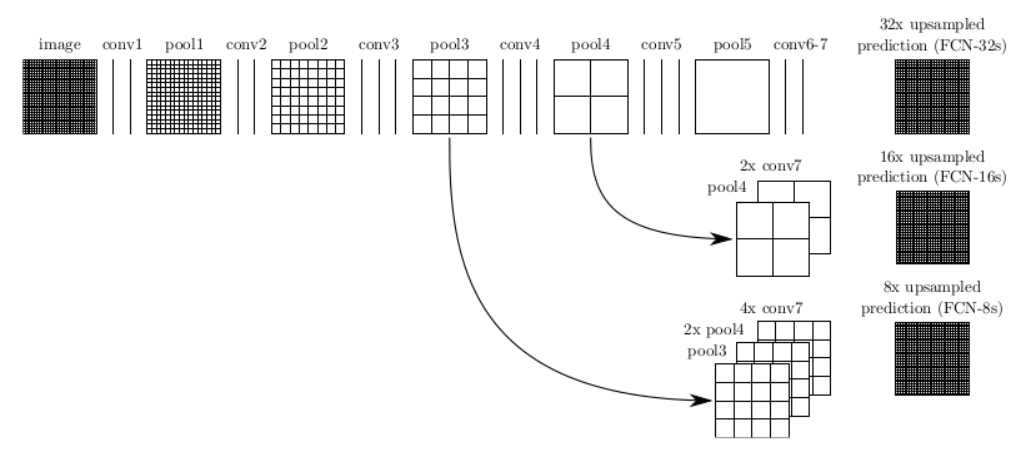 image conv1 pool1 conv2 pool2 conv3 pool3 conv4 pool4 conv5 pool5 conv6-7
32x upsampled
prediction (FCN-32s)
2x conv7
pool4
16x upsampled
prediction (FCN-16s)
4x conv7
2x pool4
pool3
8x upsampled
prediction (FCN-8s)